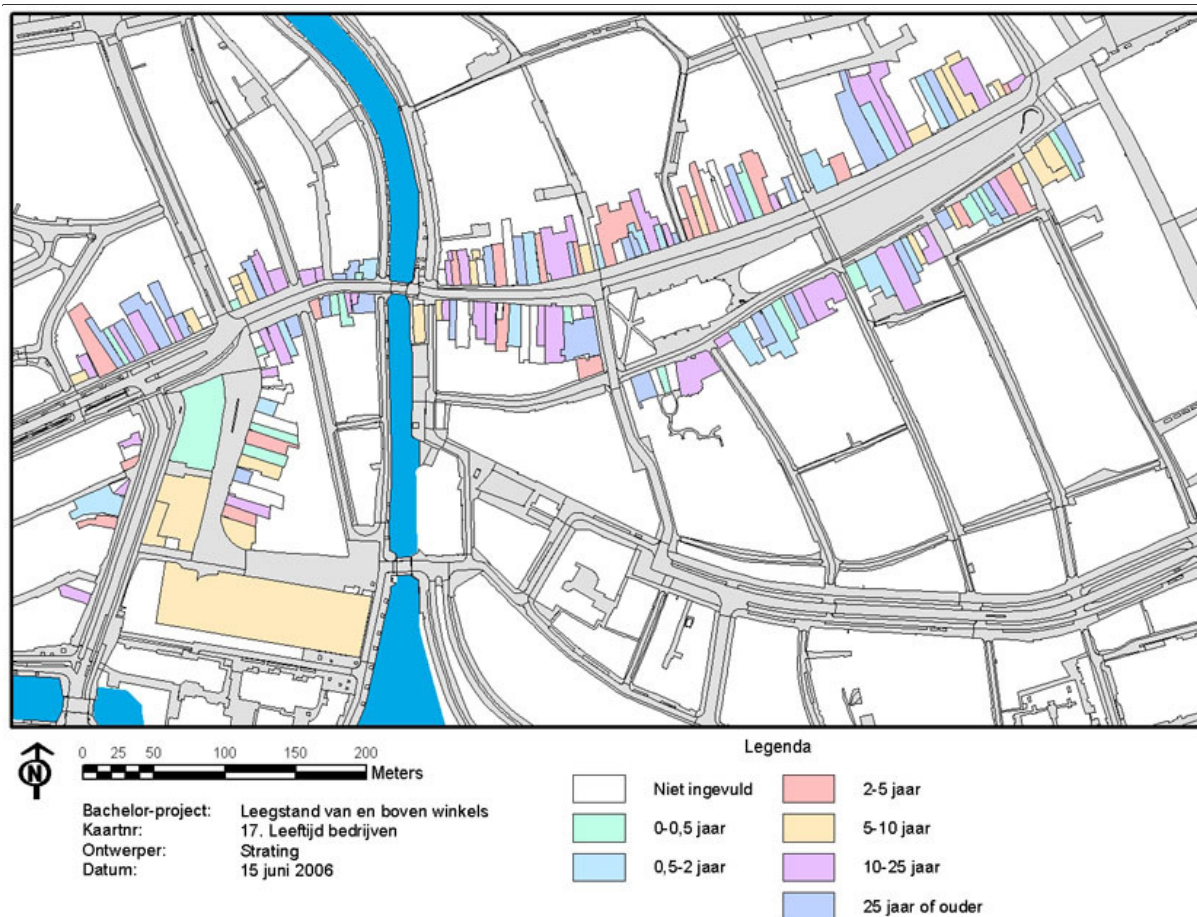 N
0 25 50 100 150 200
Meters
Bachelor-project: Leegstand van en boven winkels
Kaartnr: 17. Leeftijd bedrijven
Ontwerper: Strating
Datum: 15 juni 2006
Legenda
Niet ingevuld
0-0,5 jaar
0,5-2 jaar
2-5 jaar
5-10 jaar
10-25 jaar
25 jaar of ouder